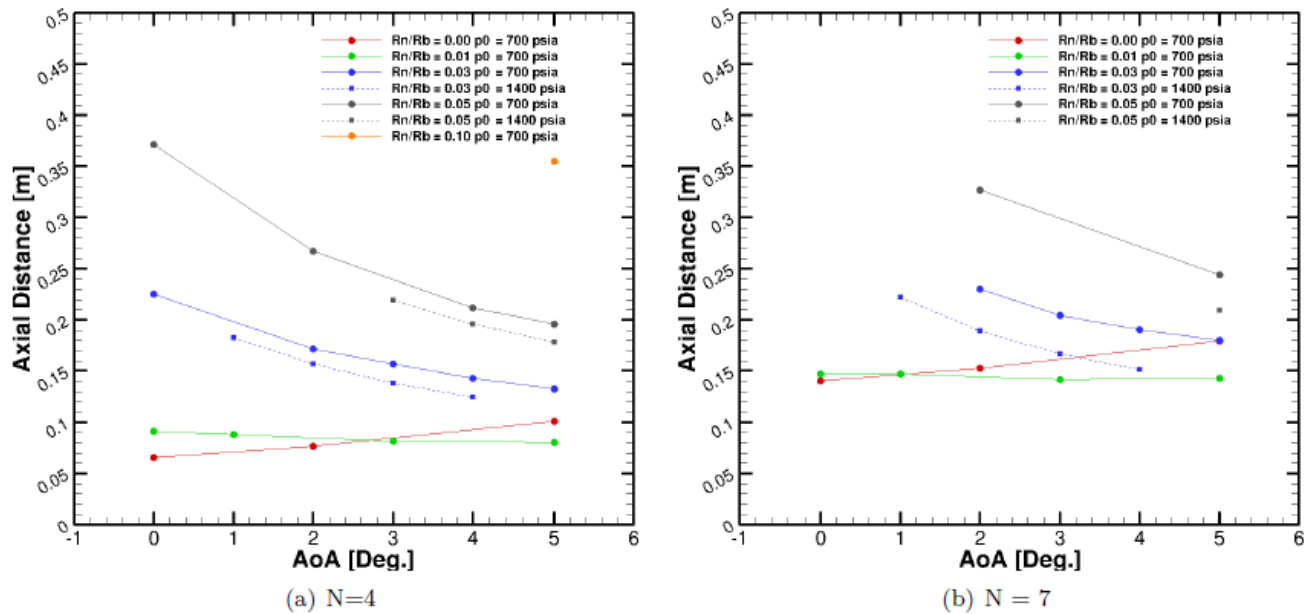 0.5
0.45
0.4
0.35
0.3
0.25
0.2
0.15
0.1
0.05
0
Axial Distance [m]
Rn/Rb = 0.00 p0 = 700 psia
Rn/Rb = 0.01 p0 = 700 psia
Rn/Rb = 0.03 p0 = 700 psia
Rn/Rb = 0.03 p0 = 1400 psia
Rn/Rb = 0.05 p0 = 700 psia
Rn/Rb = 0.05 p0 = 1400 psia
Rn/Rb = 0.10 p0 = 700 psia
-1 0 1 2 3 4 5 6
AoA [Deg.]
(a) N=4
0.5
0.45
0.4
0.35
0.3
0.25
0.2
0.15
0.1
0.05
0
Axial Distance [m]
Rn/Rb = 0.00 p0 = 700 psia
Rn/Rb = 0.01 p0 = 700 psia
Rn/Rb = 0.03 p0 = 700 psia
Rn/Rb = 0.03 p0 = 1400 psia
Rn/Rb = 0.05 p0 = 700 psia
Rn/Rb = 0.05 p0 = 1400 psia
-1 0 1 2 3 4 5 6
AoA [Deg.]
(b) N = 7